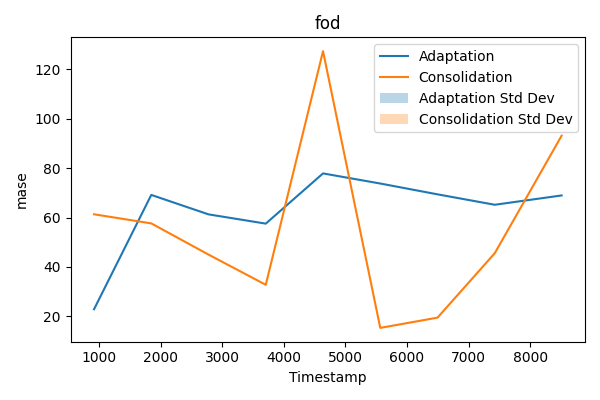 fod
Adaptation
Consolidation
Adaptation Std Dev
Consolidation Std Dev
mase
120
100
80
60
40
20
1000 2000 3000 4000 5000 6000 7000 8000
Timestamp